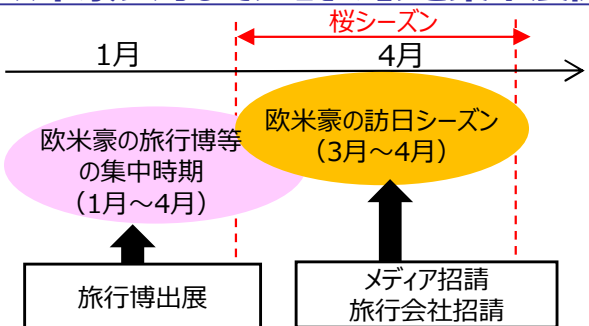 桜シーズン
1月
4月
欧米豪の旅行博等
の集中時期
（1月～4月）
欧米豪の訪日シーズン
（3月～4月）
旅行博出展
メディア招請
旅行会社招請